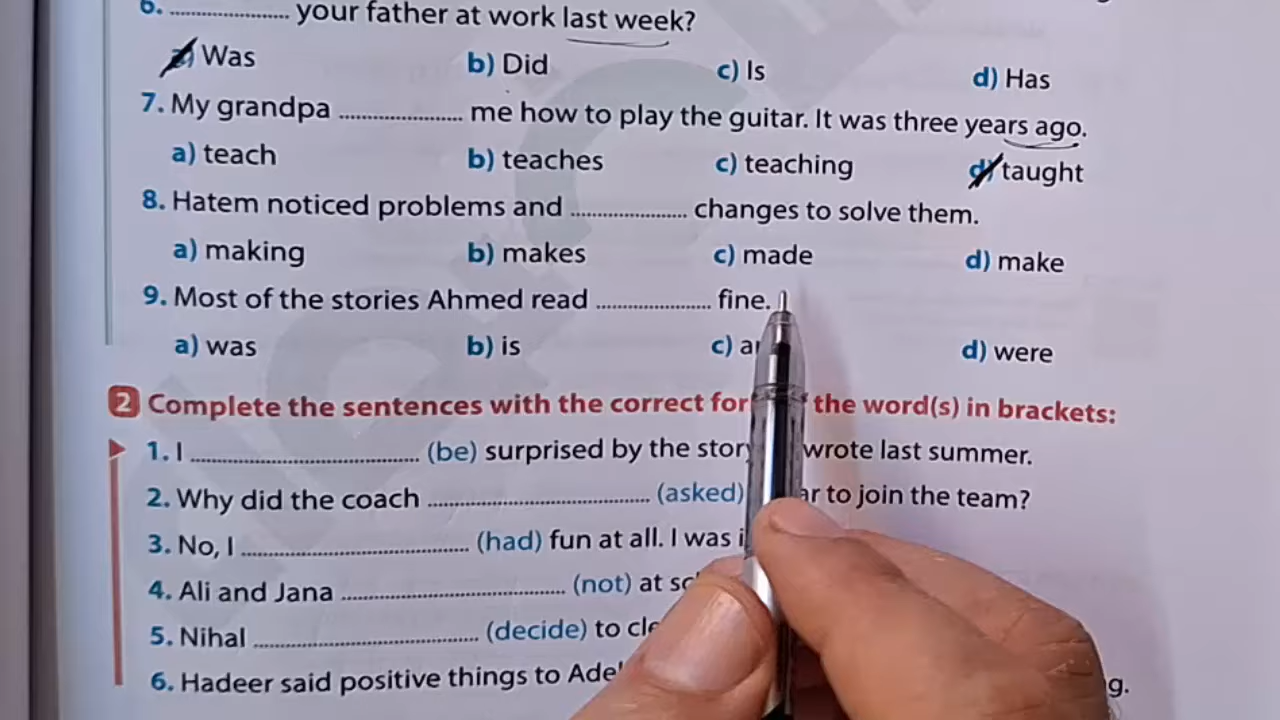 6. .................... your father at work last week?
a) Was b) Did c) Is d) Has
7. My grandpa .................... me how to play the guitar. It was three years ago.
a) teach b) teaches c) teaching d) taught
8. Hatem noticed problems and .................... changes to solve them.
a) making b) makes c) made d) make
9. Most of the stories Ahmed read .................... fine.
a) was b) is c) d) were
2 Complete the sentences with the correct the word(s) in brackets:
1. I .................... (be) surprised by the story wrote last summer.
2. Why did the coach .................... (asked) to join the team?
3. No, I .................... (had) fun at all. I was
4. Ali and Jana .................... (not) at
5. Nihal .................... (decide) to
6. Hadeer said positive things to